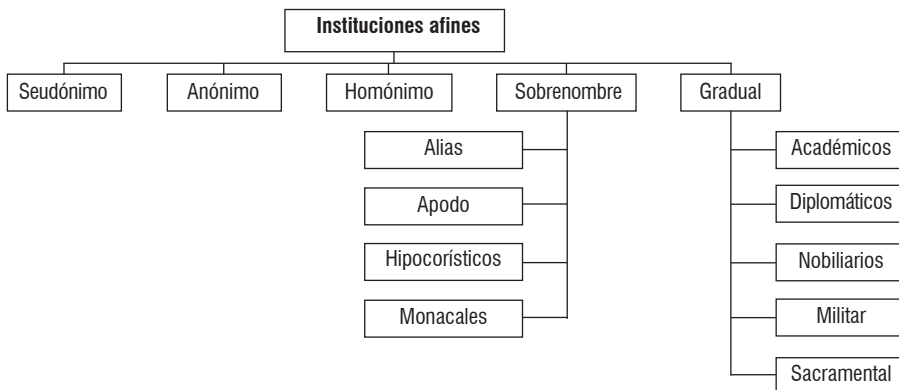 Instituciones afines
Seudónimo
Anónimo
Homónimo
Sobrenombre
Gradual
Alias
Apodo
Hipocorísticos
Monacales
Académicos
Diplomáticos
Nobiliarios
Militar
Sacramental